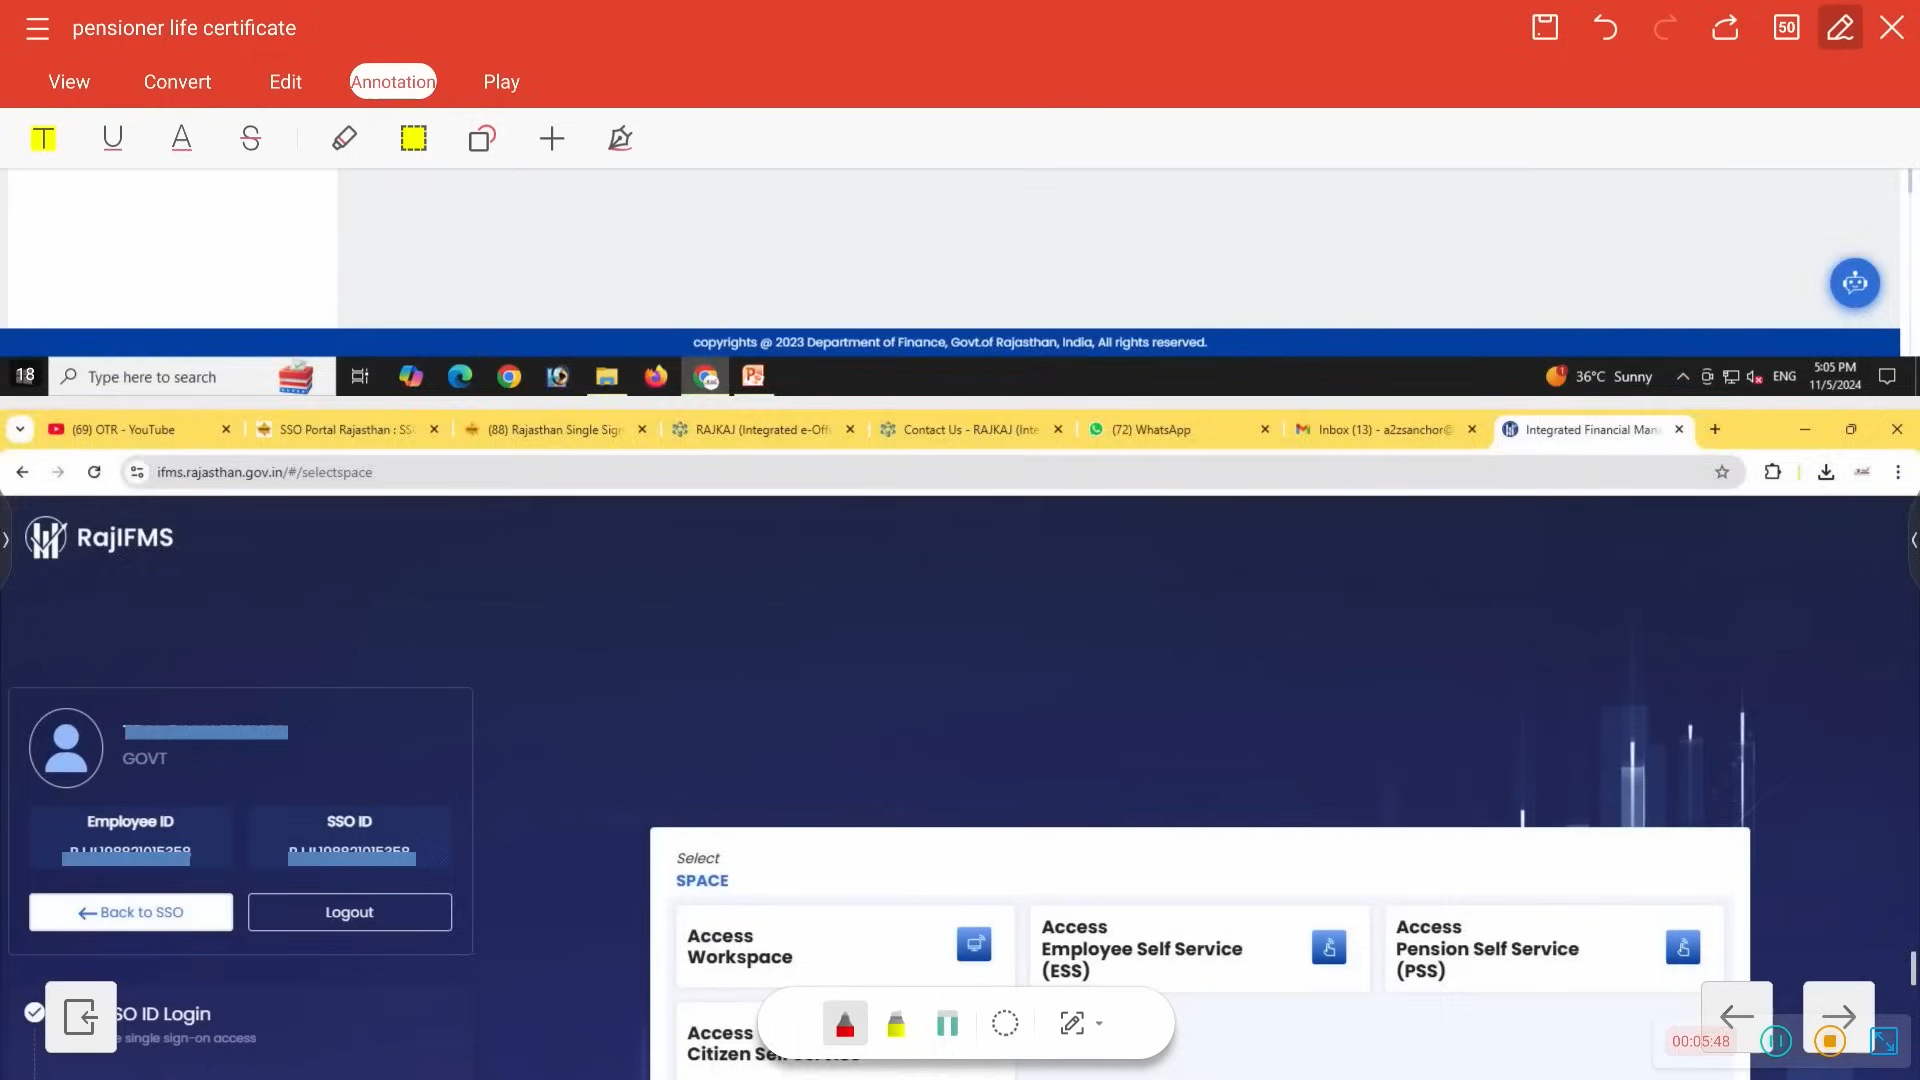 pensioner life certificate
50
View Convert Edit Annotation Play
T U A S
copyrights @ 2023 Department of Finance, Govt.of Rajasthan, India, All rights reserved.
18 Type here to search 36°C Sunny ENG 5:05 PM
11/5/2024
(69) OTR - YouTube SSO Portal Rajasthan : SS (88) Rajasthan Single Sig RAJKAJ (Integrated e-Off Contact Us - RAJKAJ (Inte (72) WhatsApp Inbox (13) - a2zsanchor@ Integrated Financial Man
ifms.rajasthan.gov.in/#/selectspace
RajIFMS
GOVT
Employee ID SSO ID
Back to SSO Logout
Select
SPACE
Access
Workspace
Access
Employee Self Service
(ESS)
Access
Pension Self Service
(PSS)
SO ID Login
single sign-on access
Access
Citizen
00:05:48